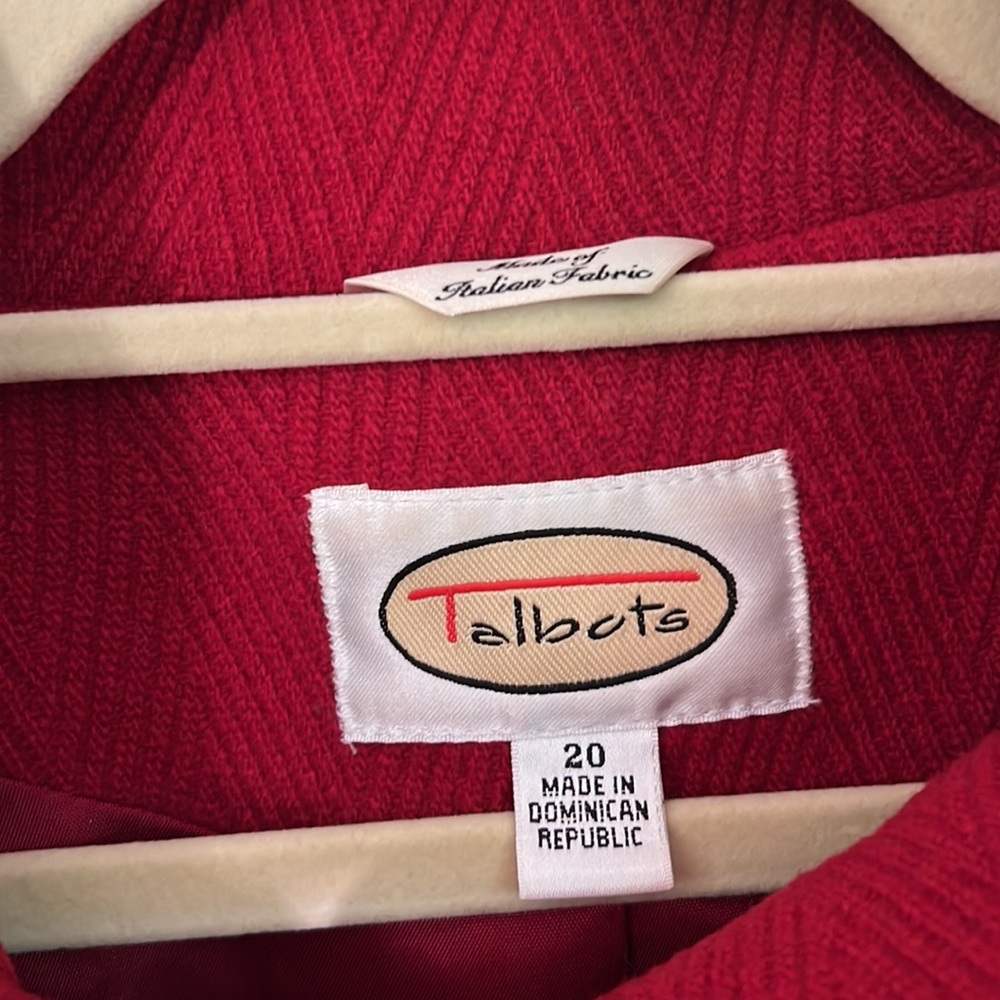 Made of
Italian Fabric
Talbots
20
MADE IN
DOMINICAN
REPUBLIC